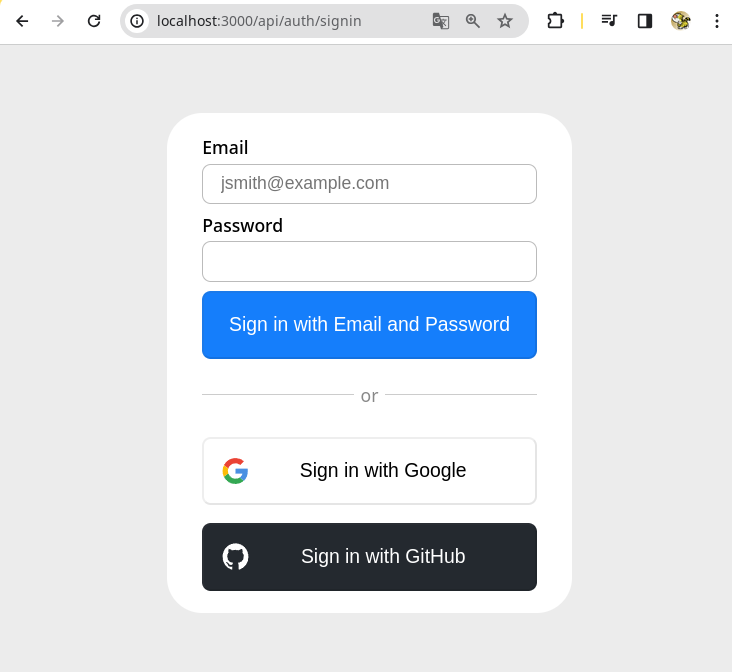 localhost:3000/api/auth/signin
Email
jsmith@example.com
Password
Sign in with Email and Password
or
Sign in with Google
Sign in with GitHub